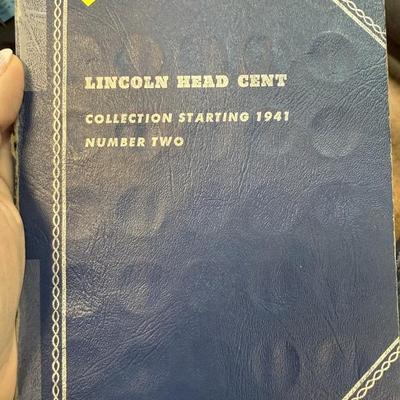 LINCOLN HEAD CENT
COLLECTION STARTING 1941
NUMBER TWO